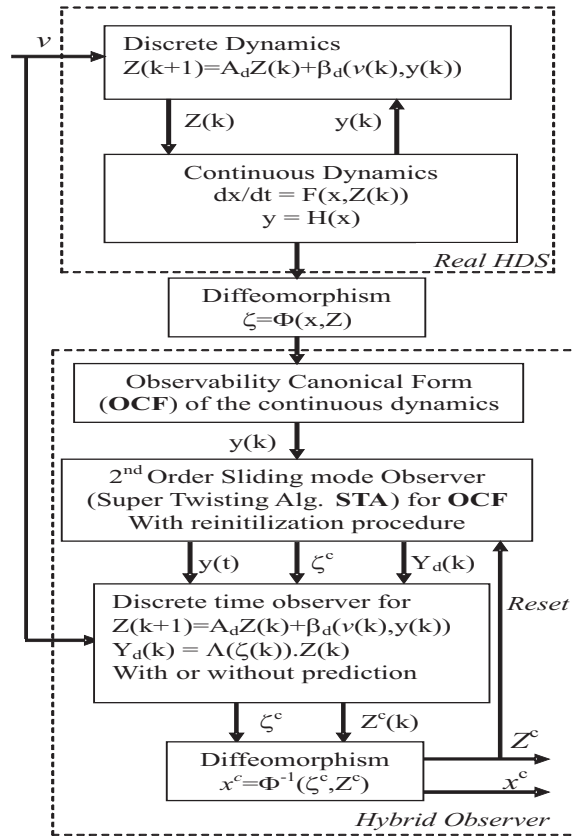 ν
Discrete Dynamics
Z(k+1)=A_dZ(k)+β_d(ν(k),y(k))
Z(k)
y(k)
Continuous Dynamics
dx/dt = F(x,Z(k))
y = H(x)
Real HDS
Diffeomorphism
ζ=Φ(x,Z)
Observability Canonical Form
(OCF) of the continuous dynamics
y(k)
2nd Order Sliding mode Observer
(Super Twisting Alg. STA) for OCF
With reinitilization procedure
y(t)
ζ^c
Y_d(k)
Reset
Discrete time observer for
Z(k+1)=A_dZ(k)+β_d(ν(k),y(k))
Y_d(k) = Λ(ζ(k)).Z(k)
With or without prediction
ζ^c
Z^c(k)
Diffeomorphism
x^c=Φ^-1(ζ^c,Z^c)
Z^c
x^c
Hybrid Observer